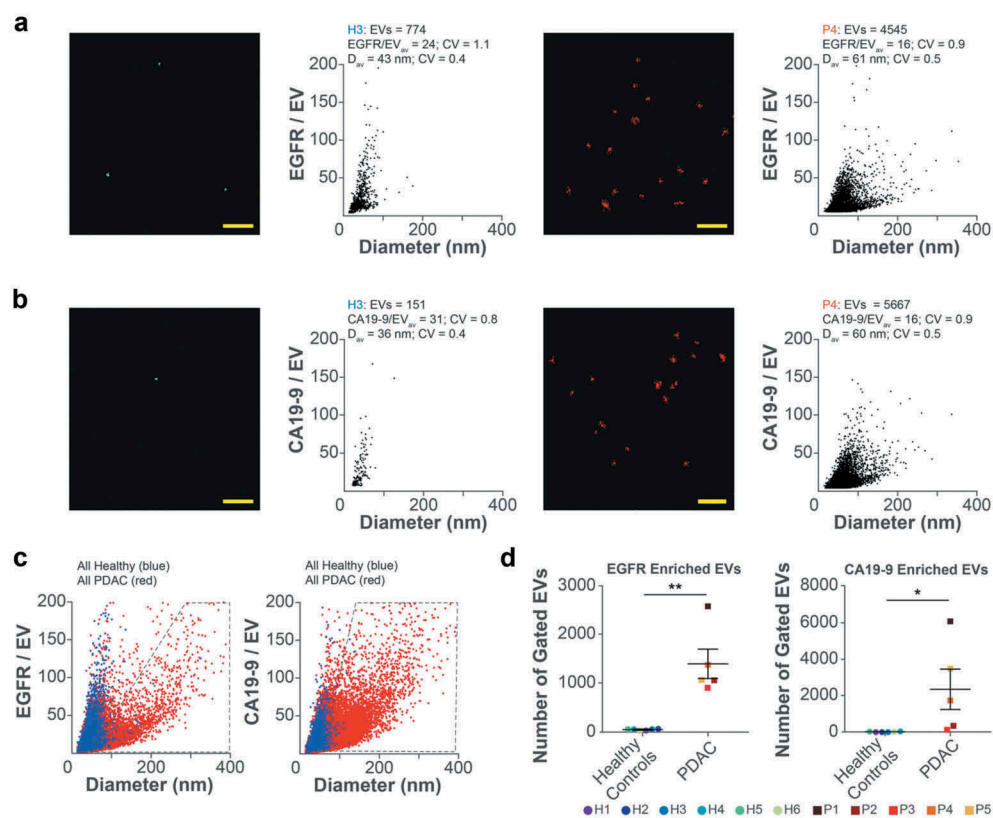 a
H3: EVs = 774
EGFR/EVav = 24; CV = 1.1
Dav = 43 nm; CV = 0.4
EGFR / EV
200
150
100
50
0
200
400
Diameter (nm)
P4: EVs = 4545
EGFR/EVav = 16; CV = 0.9
Dav = 61 nm; CV = 0.5
EGFR / EV
200
150
100
50
0
200
400
Diameter (nm)
b
H3: EVs = 151
CA19-9/EVav = 31; CV = 0.8
Dav = 36 nm; CV = 0.4
CA19-9 / EV
200
150
100
50
0
200
400
Diameter (nm)
P4: EVs = 5667
CA19-9/EVav = 16; CV = 0.9
Dav = 60 nm; CV = 0.5
CA19-9 / EV
200
150
100
50
0
200
400
Diameter (nm)
c
All Healthy (blue)
All PDAC (red)
EGFR / EV
200
150
100
50
0 100 200 300 400
Diameter (nm)
All Healthy (blue)
All PDAC (red)
CA19-9 / EV
200
150
100
50
0 100 200 300 400
Diameter (nm)
d
EGFR Enriched EVs
Number of Gated EVs
3000
2000
1000
0
**
Healthy
Controls
PDAC
CA19-9 Enriched EVs
Number of Gated EVs
8000
6000
4000
2000
0
*
Healthy
Controls
PDAC
H1 H2 H3 H4 H5 H6 P1 P2 P3 P4 P5